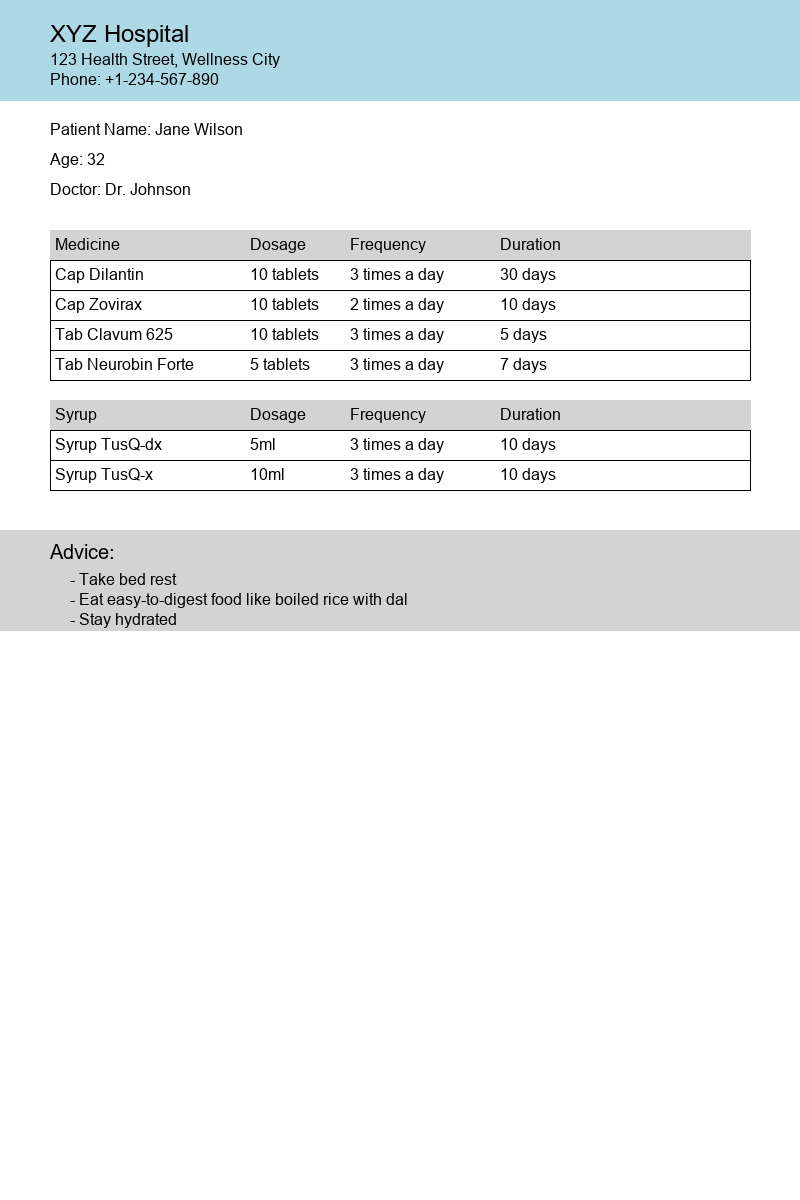 XYZ Hospital
123 Health Street, Wellness City
Phone: +1-234-567-890
Patient Name: Jane Wilson
Age: 32
Doctor: Dr. Johnson
Medicine Dosage Frequency Duration
Cap Dilantin 10 tablets 3 times a day 30 days
Cap Zovirax 10 tablets 2 times a day 10 days
Tab Clavum 625 10 tablets 3 times a day 5 days
Tab Neurobin Forte 5 tablets 3 times a day 7 days
Syrup Dosage Frequency Duration
Syrup TusQ-dx 5ml 3 times a day 10 days
Syrup TusQ-x 10ml 3 times a day 10 days
Advice:
- Take bed rest
- Eat easy-to-digest food like boiled rice with dal
- Stay hydrated